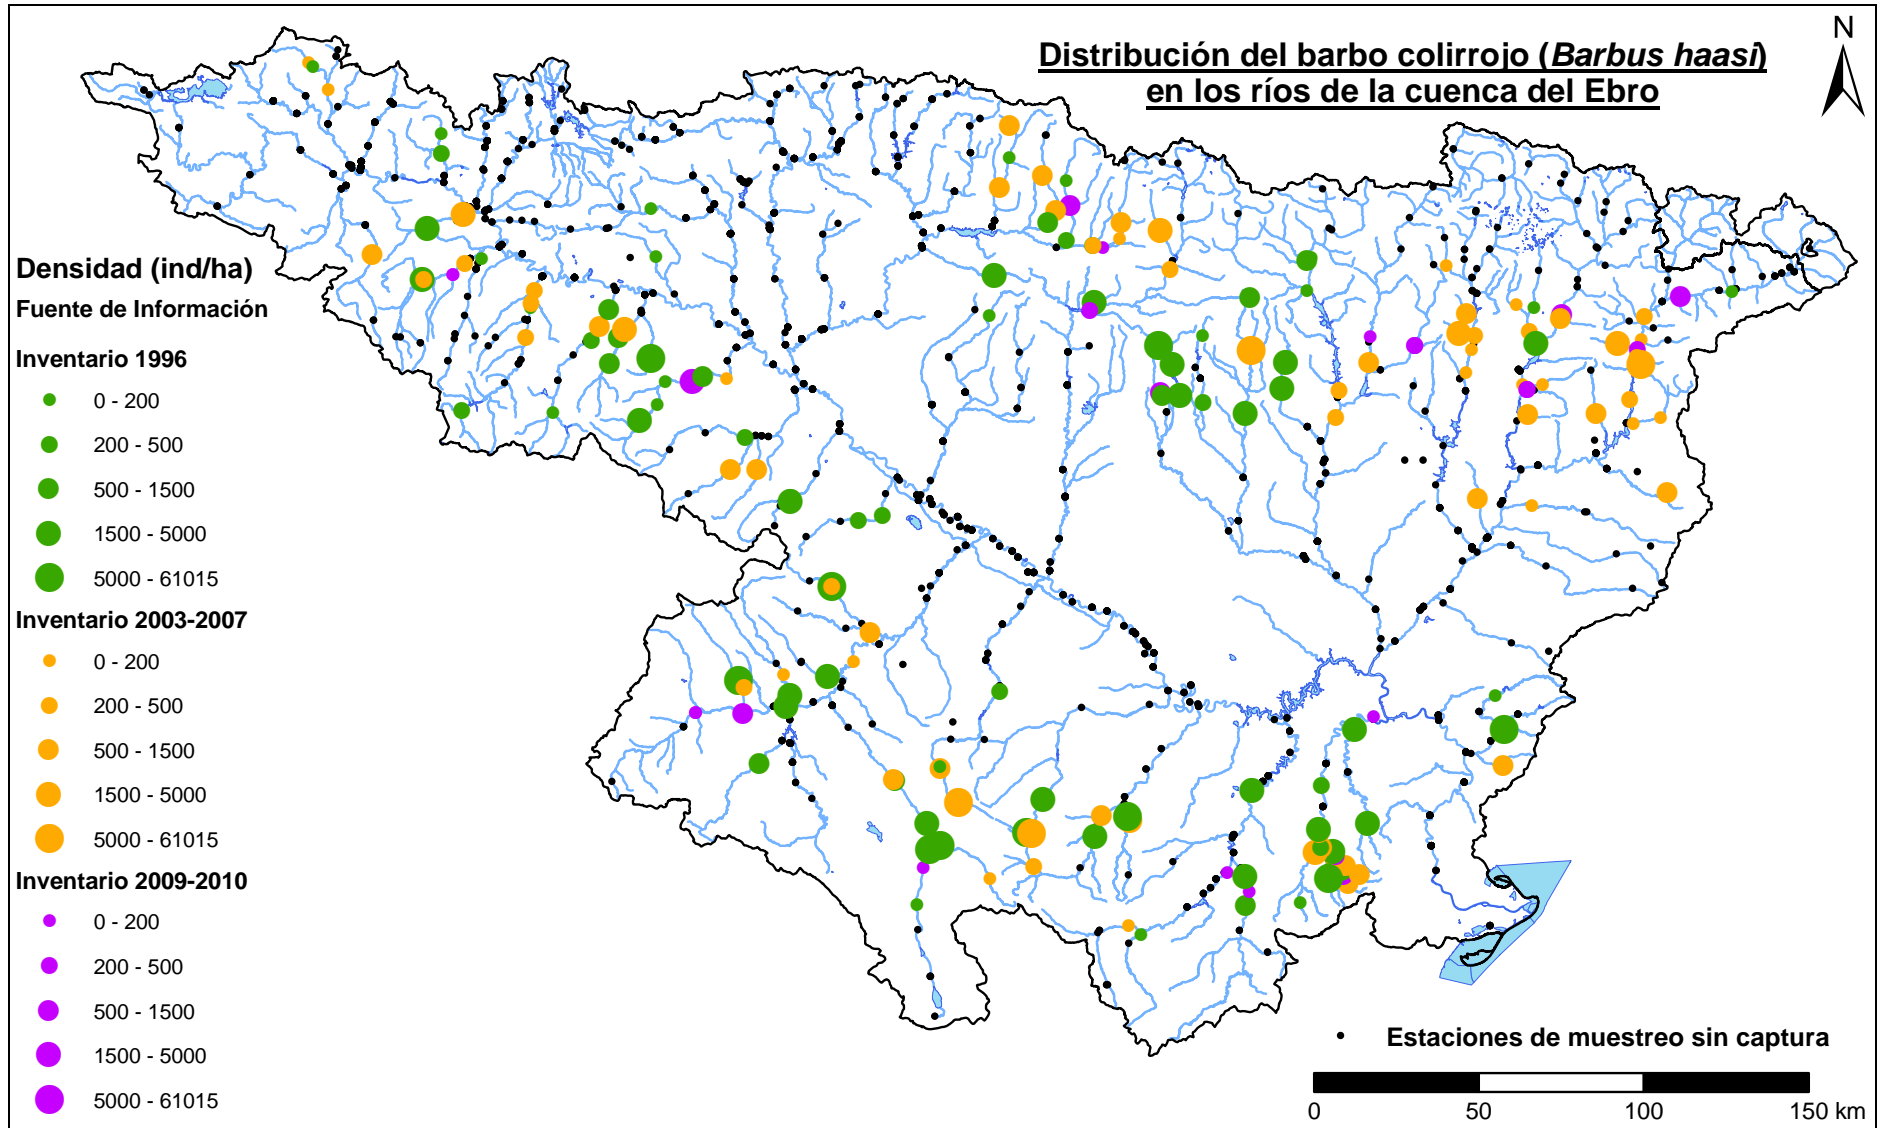 Distribución del barbo colirrojo (Barbus haasi)
en los ríos de la cuenca del Ebro
N
Densidad (ind/ha)
Fuente de Información
Inventario 1996
0 - 200
200 - 500
500 - 1500
1500 - 5000
5000 - 61015
Inventario 2003-2007
0 - 200
200 - 500
500 - 1500
1500 - 5000
5000 - 61015
Inventario 2009-2010
0 - 200
200 - 500
500 - 1500
1500 - 5000
5000 - 61015
Estaciones de muestreo sin captura
0 50 100 150 km